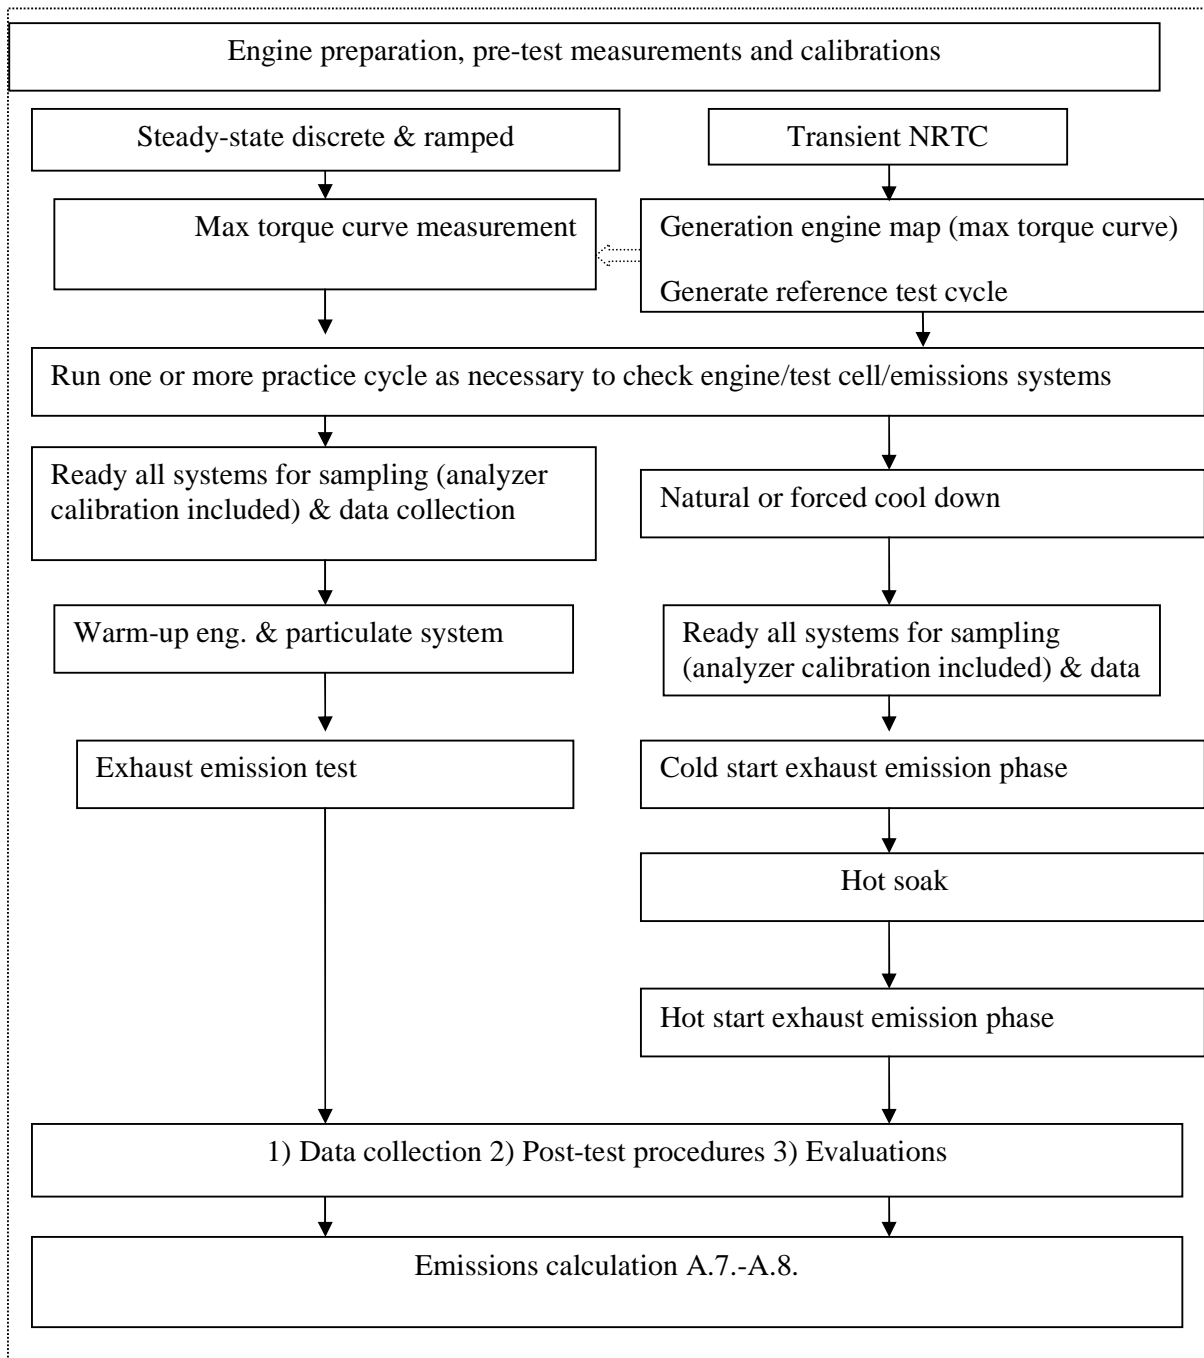 Engine preparation, pre-test measurements and calibrations
Steady-state discrete & ramped
Transient NRTC
Max torque curve measurement
Generation engine map (max torque curve)
Generate reference test cycle
Run one or more practice cycle as necessary to check engine/test cell/emissions systems
Ready all systems for sampling (analyzer
calibration included) & data collection
Natural or forced cool down
Warm-up eng. & particulate system
Ready all systems for sampling
(analyzer calibration included) & data
Exhaust emission test
Cold start exhaust emission phase
Hot soak
Hot start exhaust emission phase
1) Data collection 2) Post-test procedures 3) Evaluations
Emissions calculation A.7.-A.8.